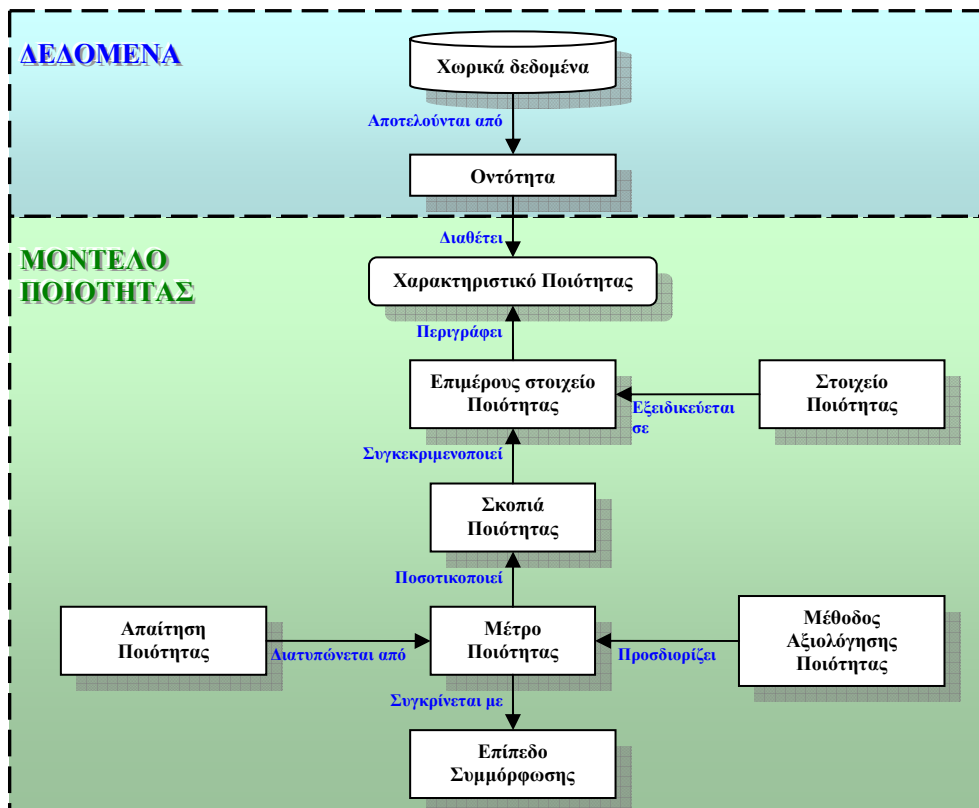 ΔΕΔΟΜΕΝΑ
Χωρικά δεδομένα
Αποτελούνται από
Οντότητα
Διαθέτει
ΜΟΝΤΕΛΟ
ΠΟΙΟΤΗΤΑΣ
Χαρακτηριστικό Ποιότητας
Περιγράφει
Επιμέρους στοιχείο
Ποιότητας
Εξειδικεύεται
σε
Στοιχείο
Ποιότητας
Συγκεκριμενοποιεί
Σκοπιά
Ποιότητας
Ποσοτικοποιεί
Απαίτηση
Ποιότητας
Διατυπώνεται από
Μέτρο
Ποιότητας
Προσδιορίζει
Μέθοδος
Αξιολόγησης
Ποιότητας
Συγκρίνεται με
Επίπεδο
Συμμόρφωσης